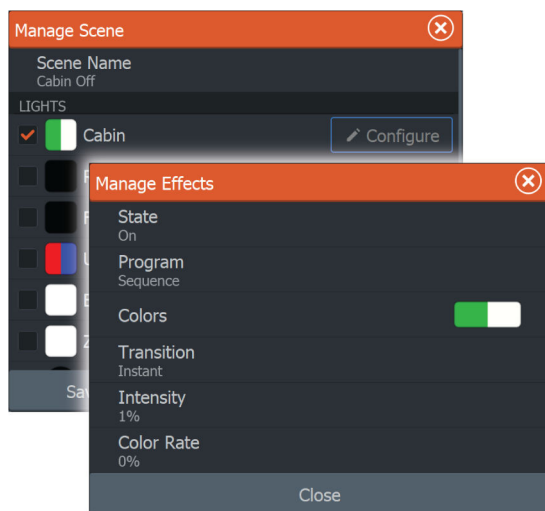 Manage Scene
Scene Name
Cabin Off
LIGHTS
Cabin
Configure
Manage Effects
State
On
Program
Sequence
Colors
Transition
Instant
Intensity
1%
Color Rate
0%
Close